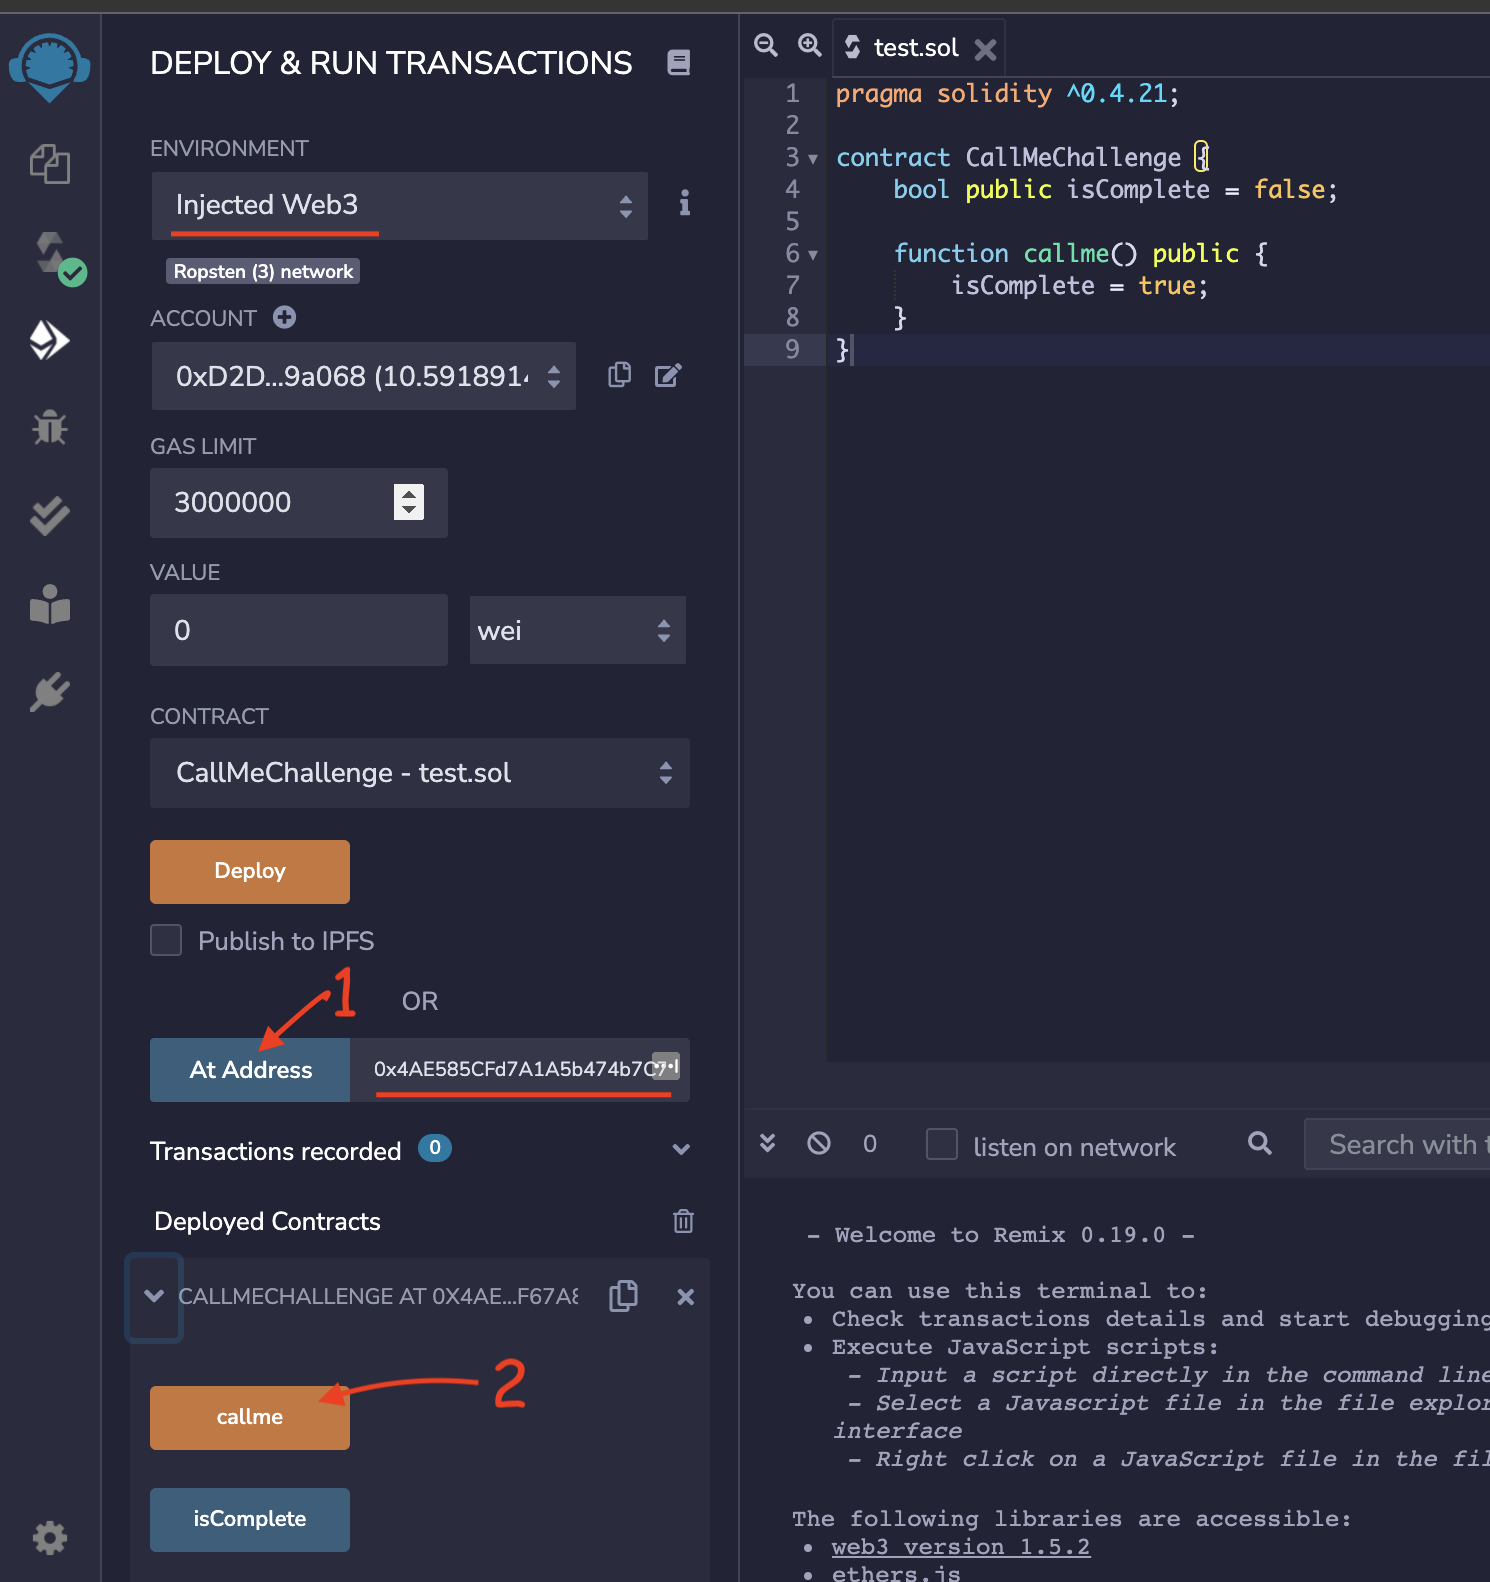 DEPLOY & RUN TRANSACTIONS
ENVIRONMENT
Injected Web3
Ropsten (3) network
ACCOUNT
0xD2D...9a068 (10.591891
GAS LIMIT
3000000
VALUE
0
wei
CONTRACT
CallMeChallenge - test.sol
Deploy
Publish to IPFS
1
OR
At Address
0x4AE585CFd7A1A5b474b7C7
Transactions recorded 0
Deployed Contracts
CALLMECHALLENGE AT 0X4AE...F67A8
2
callme
isComplete
test.sol
1 pragma solidity ^0.4.21;
2
3 contract CallMeChallenge {
4 bool public isComplete = false;
5
6 function callme() public {
7 isComplete = true;
8 }
9 }
0
listen on network
Search with t
- Welcome to Remix 0.19.0 -
You can use this terminal to:
• Check transactions details and start debugging
• Execute JavaScript scripts:
- Input a script directly in the command line
- Select a Javascript file in the file explor
interface
- Right click on a JavaScript file in the fil
The following libraries are accessible:
• web3 version 1.5.2
• ethers.js